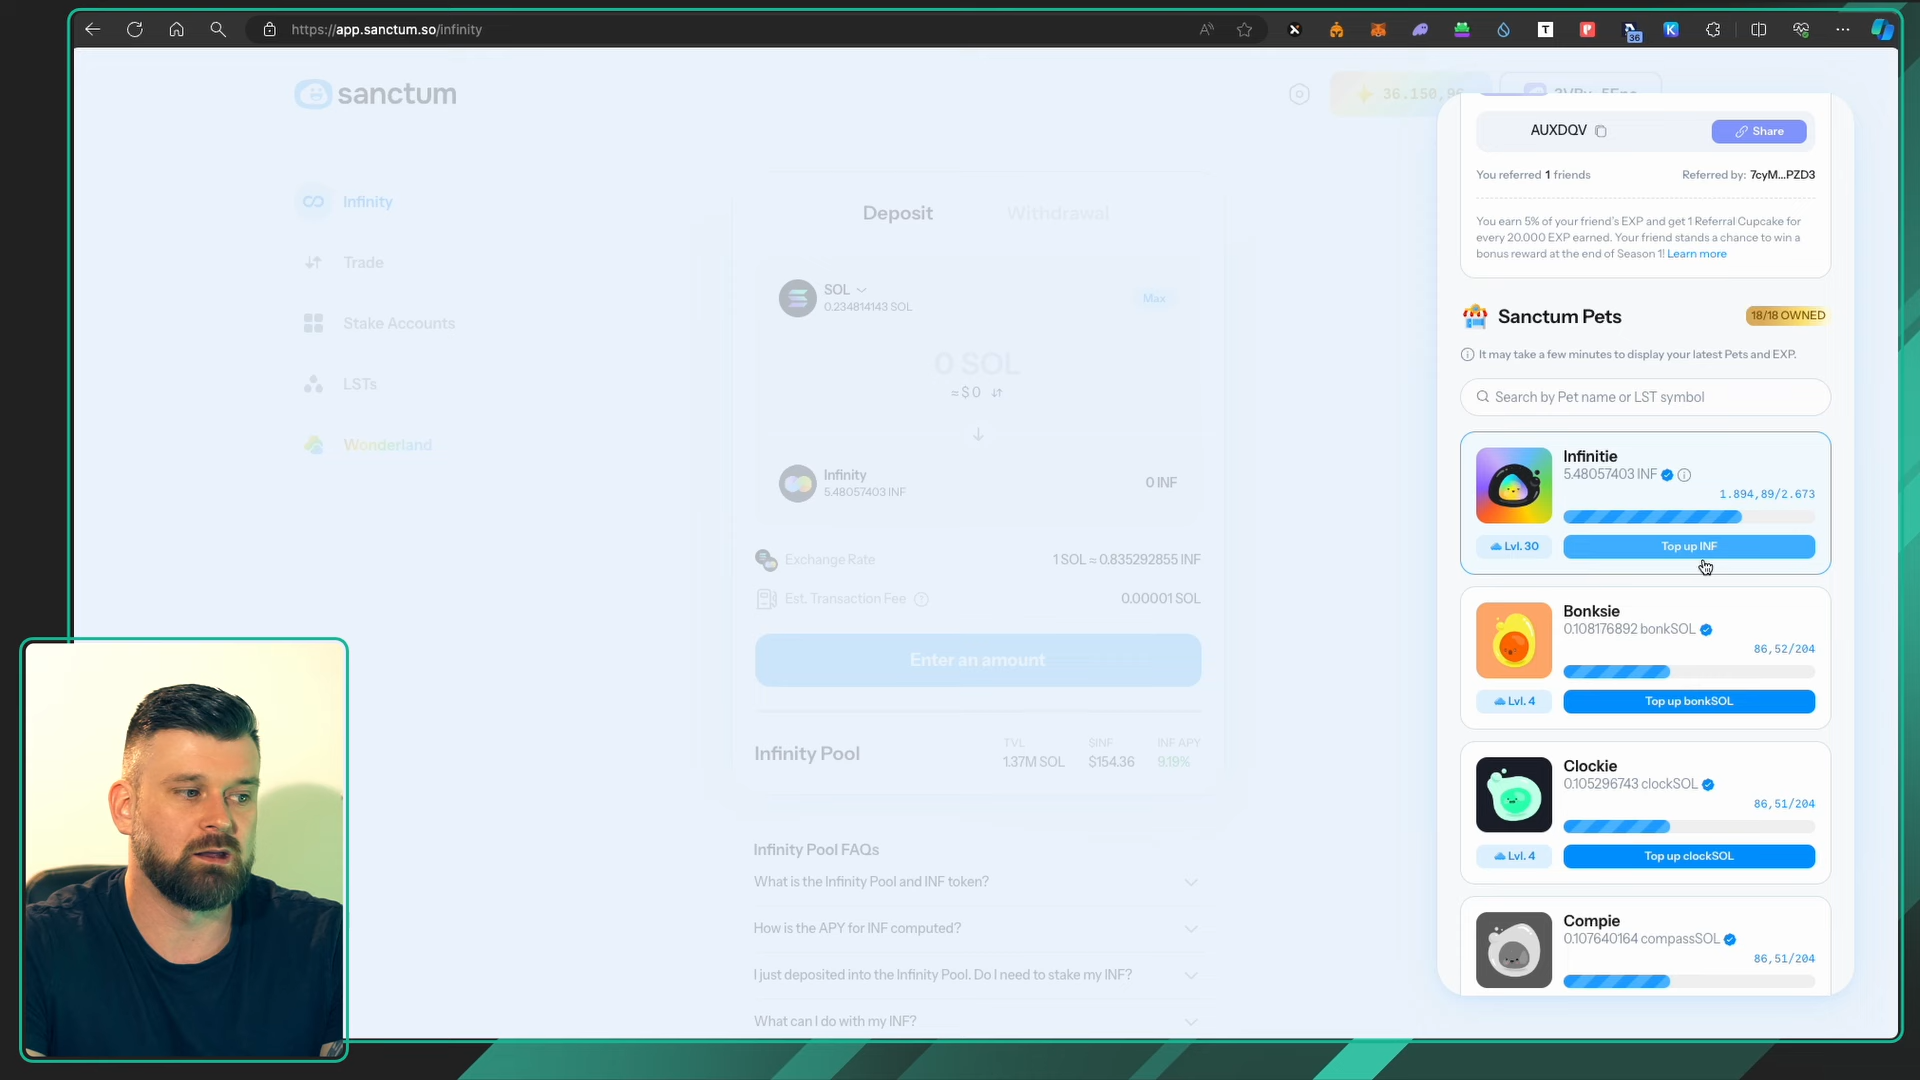 https://app.sanctum.so/infinity
36
sanctum
Infinity
Trade
Stake Accounts
LSTs
Wonderland
Deposit
Withdrawal
SOL
0.234814143 SOL
Max
0 SOL
≈ $ 0
Infinity
5.48057403 INF
0 INF
Exchange Rate
1 SOL ≈ 0.835292855 INF
Est. Transaction Fee
0.00001 SOL
Enter an amount
Infinity Pool
TVL
1.37M SOL
$INF
$154.36
INF APY
9.19%
Infinity Pool FAQs
What is the Infinity Pool and INF token?
How is the APY for INF computed?
I just deposited into the Infinity Pool. Do I need to stake my INF?
What can I do with my INF?
AUXDQV
Share
You referred 1 friends
Referred by: 7cyM...PZD3
You earn 5% of your friend's EXP and get 1 Referral Cupcake for
every 20.000 EXP earned. Your friend stands a chance to win a
bonus reward at the end of Season 1! Learn more
Sanctum Pets
18/18 OWNED
It may take a few minutes to display your latest Pets and EXP.
Search by Pet name or LST symbol
Infinitie
5.48057403 INF
1.894,89/2.673
Lvl. 30
Top up INF
Bonksie
0.108176892 bonkSOL
86,52/204
Lvl. 4
Top up bonkSOL
Clockie
0.105296743 clockSOL
86,51/204
Lvl. 4
Top up clockSOL
Compie
0.107640164 compassSOL
86,51/204